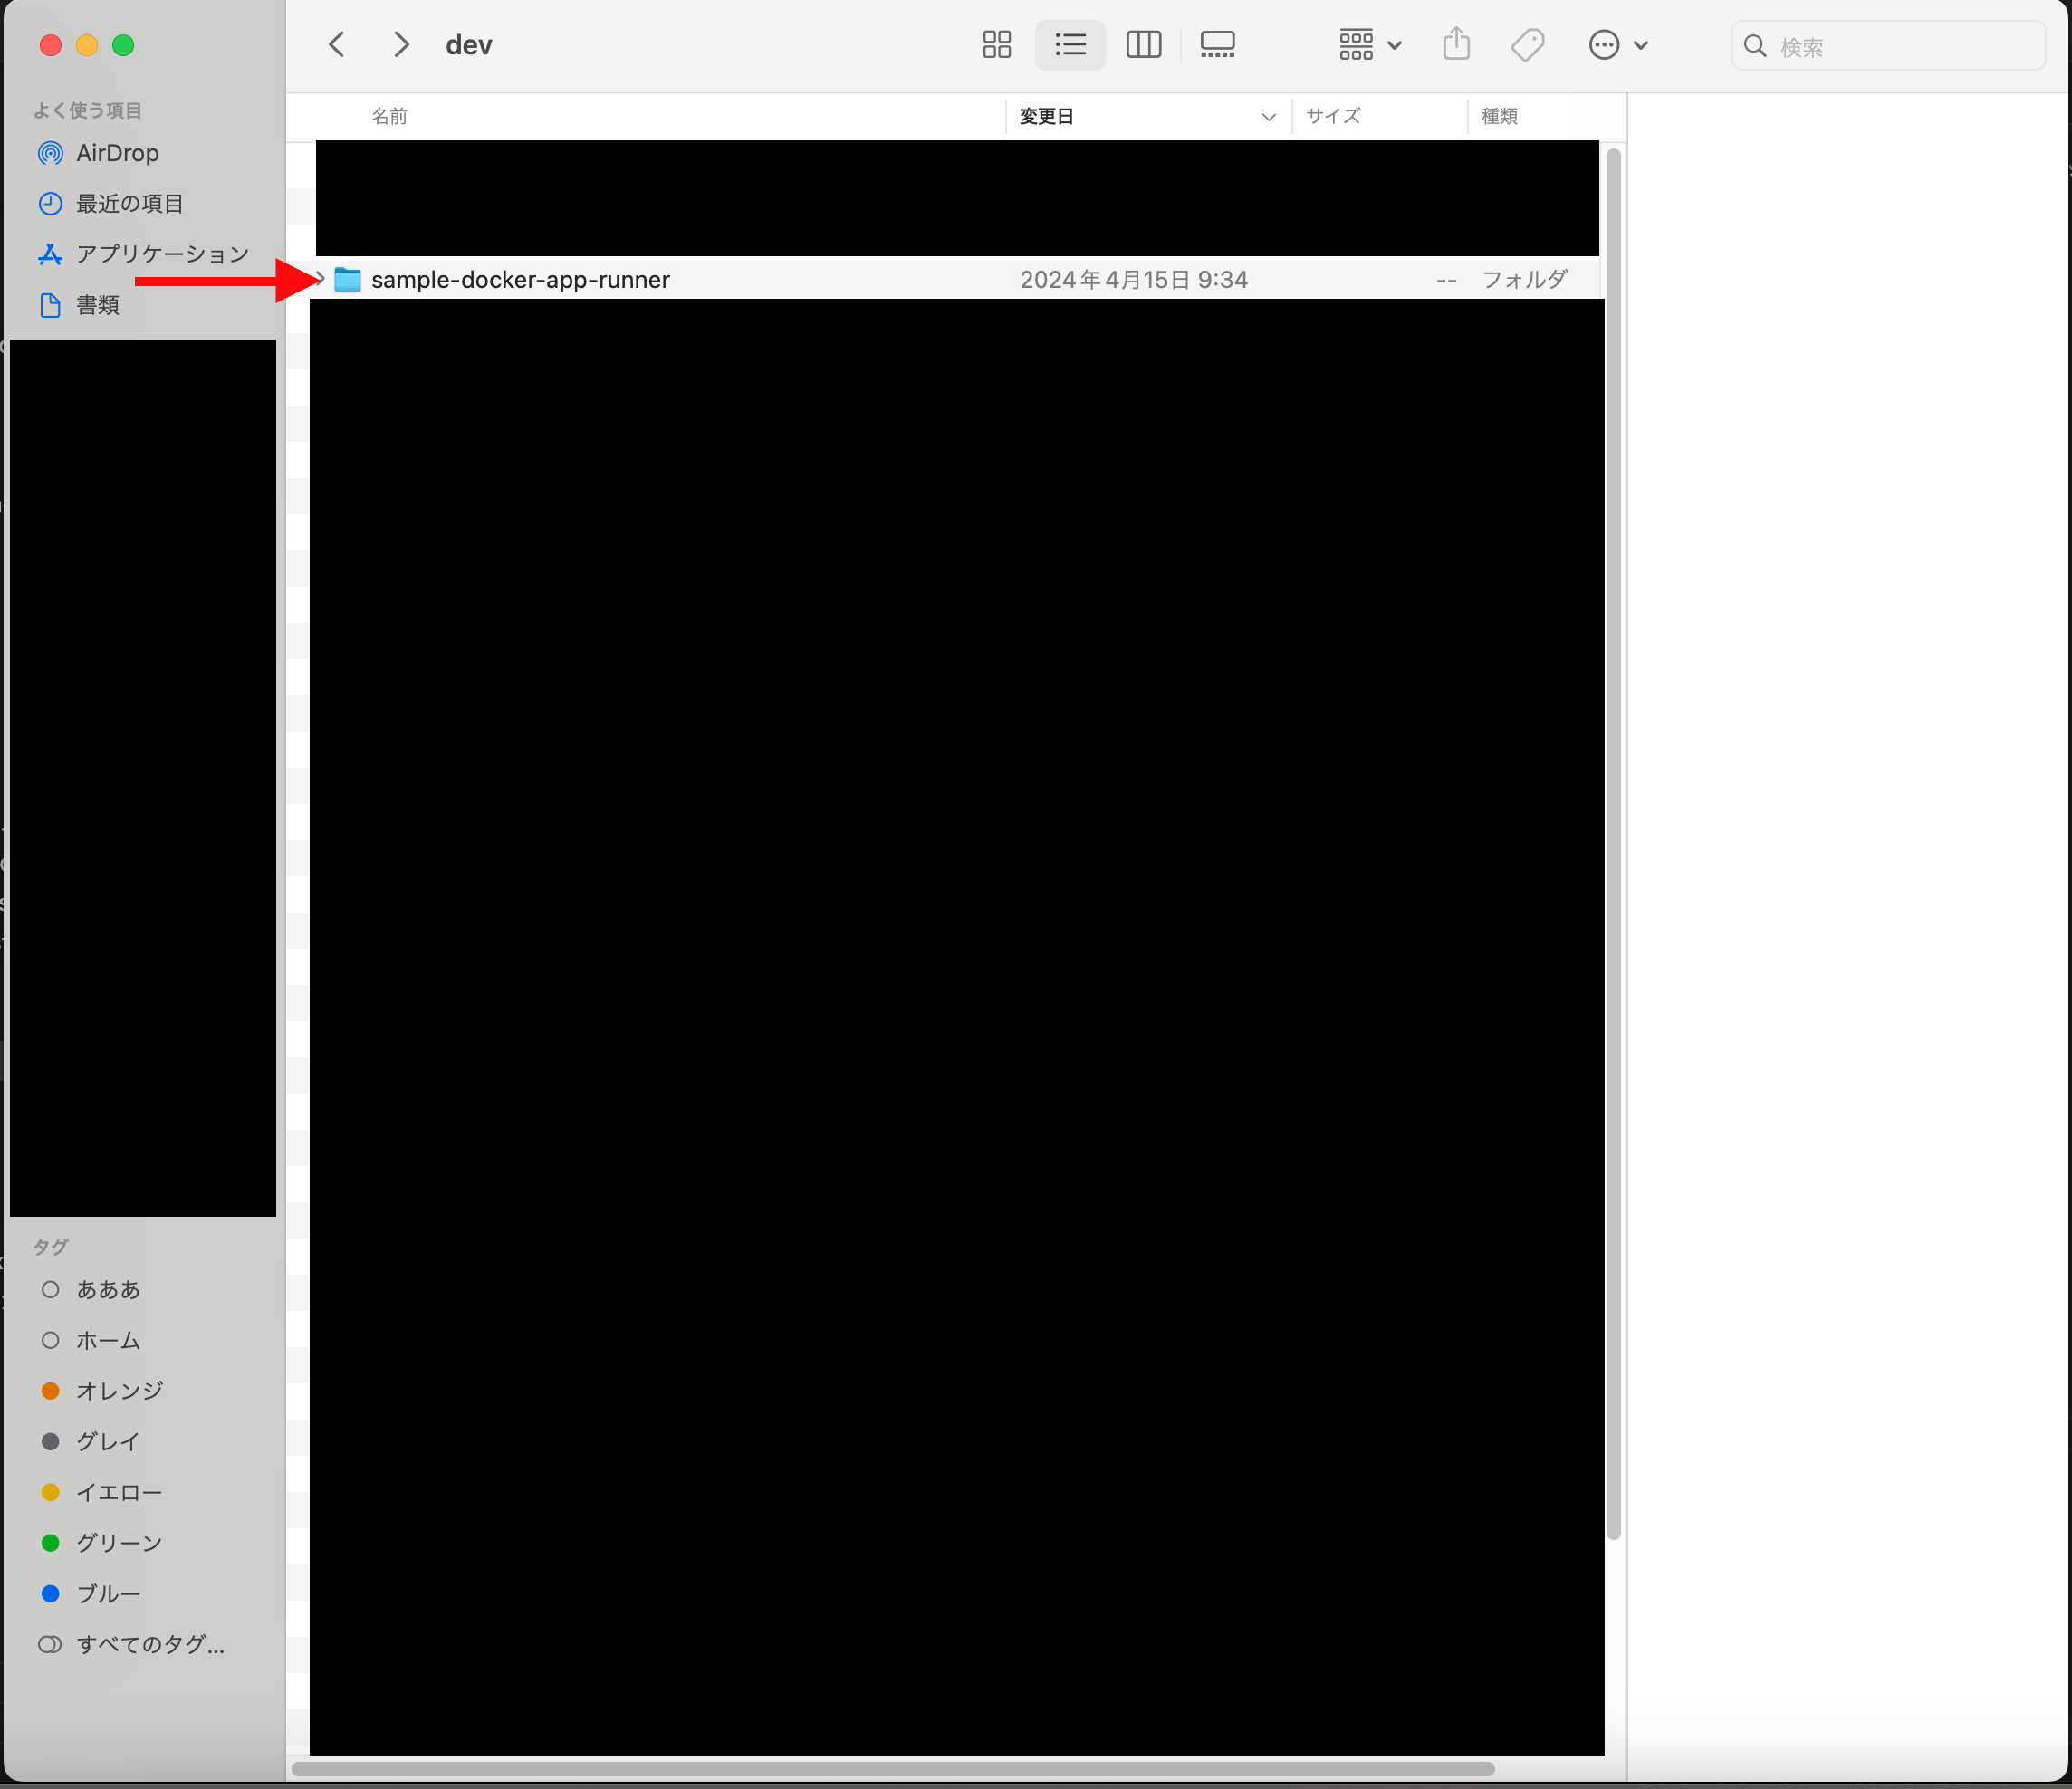 dev
検索
よく使う項目
AirDrop
最近の項目
アプリケーション
書類
名前
変更日
サイズ
種類
sample-docker-app-runner
2024年4月15日 9:34
--
フォルダ
タグ
あああ
ホーム
オレンジ
グレイ
イエロー
グリーン
ブルー
すべてのタグ...